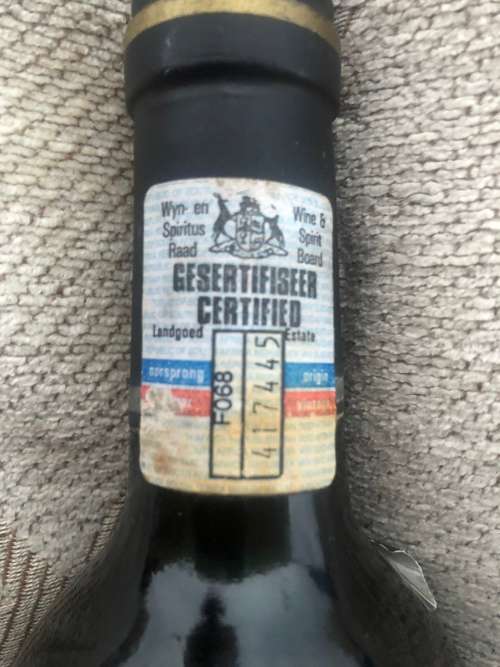 Wyn- en
Spiritus
Raad
Wine &
Spirit
Board
GESERTIFISEER
CERTIFIED
Landgoed
Estate
oorsprong
origin
F068
417445